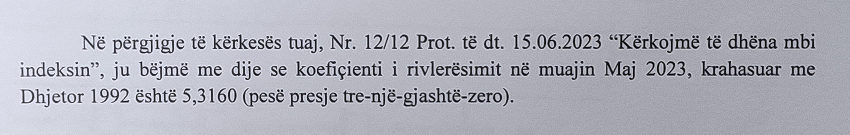 Në përgjigje të kërkesës tuaj, Nr. 12/12 Prot. të dt. 15.06.2023 “Kërkojmë të dhëna mbi
indeksin”, ju bëjmë me dije se koefiçienti i rivlerësimit në muajin Maj 2023, krahasuar me
Dhjetor 1992 është 5,3160 (pesë presje tre-një-gjashtë-zero).